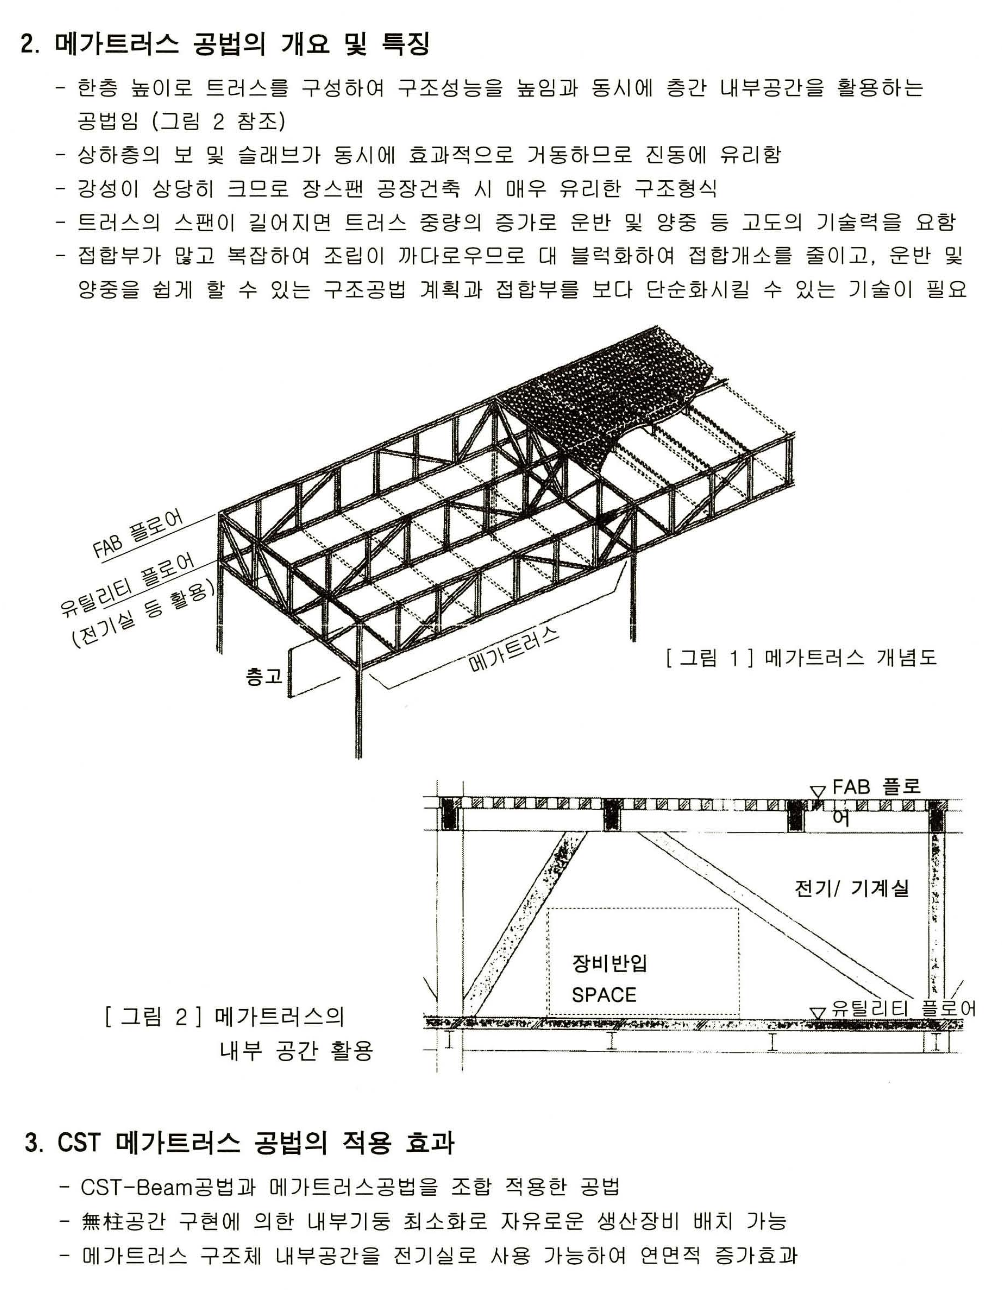 2. 메가트러스 공법의 개요 및 특징
- 한층 높이로 트러스를 구성하여 구조성능을 높임과 동시에 층간 내부공간을 활용하는
공법임 (그림 2 참조)
- 상하층의 보 및 슬래브가 동시에 효과적으로 거동하므로 진동에 유리함
- 강성이 상당히 크므로 장스팬 공장건축 시 매우 유리한 구조형식
- 트러스의 스팬이 길어지면 트러스 중량의 증가로 운반 및 양중 등 고도의 기술력을 요함
- 접합부가 많고 복잡하여 조립이 까다로우므로 대 블럭화하여 접합개소를 줄이고, 운반 및
양중을 쉽게 할 수 있는 구조공법 계획과 접합부를 보다 단순화시킬 수 있는 기술이 필요
FAB 플로어
유틸리티 플로어
(전기실 등 활용)
층고
메가트러스
[ 그림 1 ] 메가트러스 개념도
FAB 플로
어
전기/ 기계실
장비반입
SPACE
유틸리티 플로어
[ 그림 2 ] 메가트러스의
내부 공간 활용
3. CST 메가트러스 공법의 적용 효과
- CST-Beam공법과 메가트러스공법을 조합 적용한 공법
- 無柱공간 구현에 의한 내부기둥 최소화로 자유로운 생산장비 배치 가능
- 메가트러스 구조체 내부공간을 전기실로 사용 가능하여 연면적 증가효과